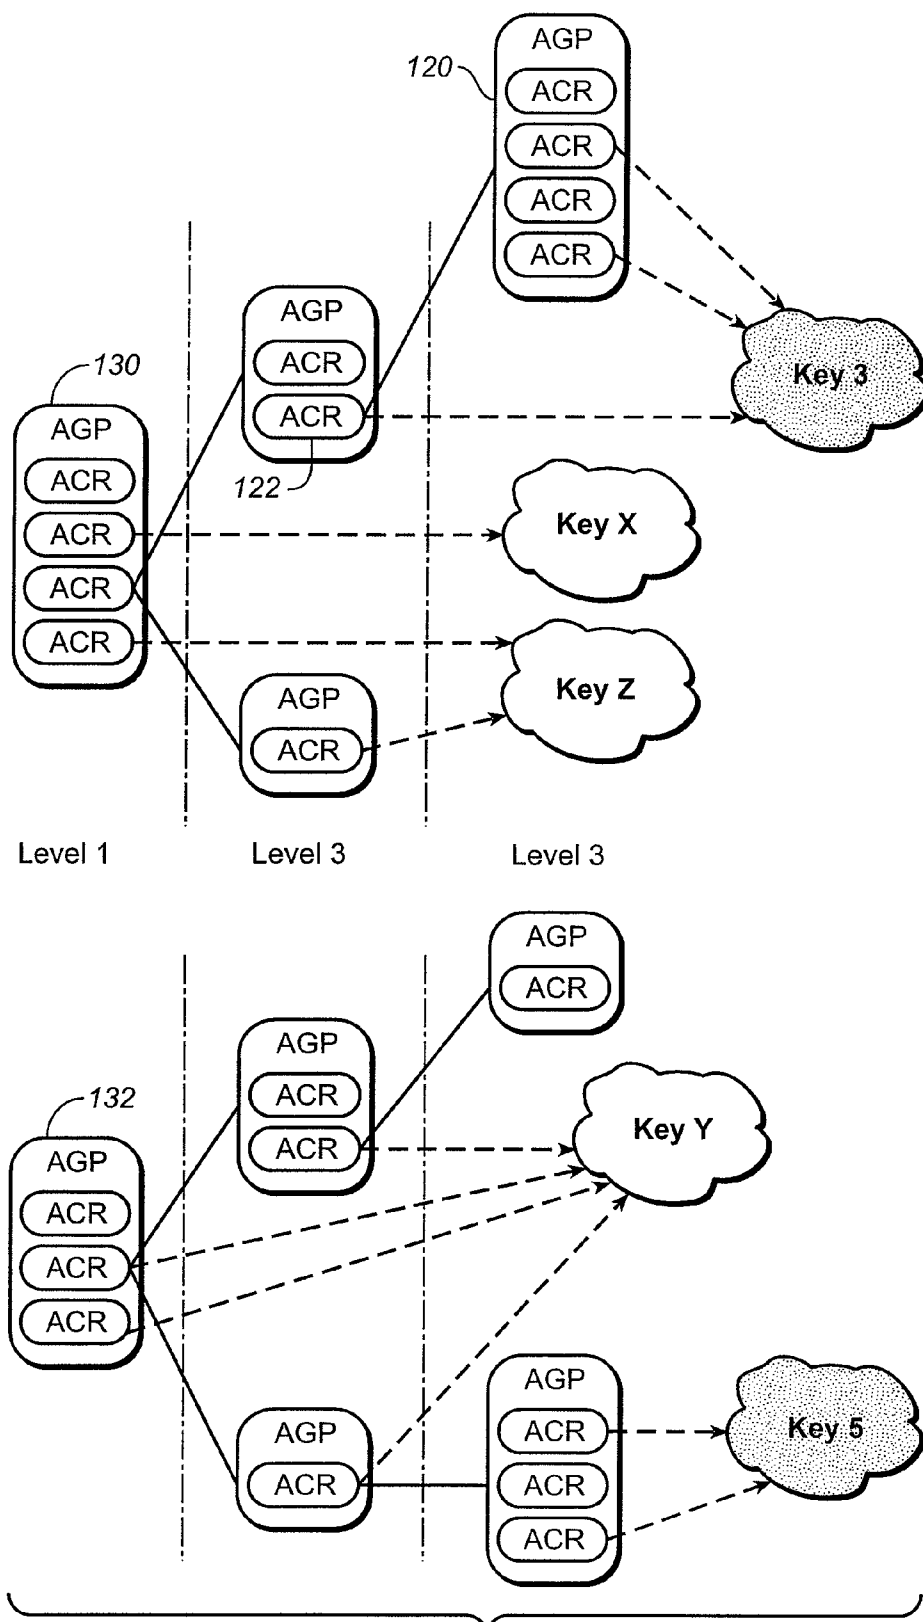 AGP
120
ACR
ACR
ACR
ACR
AGP
ACR
ACR
122
Key 3
130
AGP
ACR
ACR
ACR
ACR
Key X
Key Z
AGP
ACR
Level 1
Level 3
Level 3
AGP
ACR
AGP
ACR
ACR
Key Y
132
AGP
ACR
ACR
ACR
AGP
ACR
AGP
ACR
ACR
ACR
Key 5